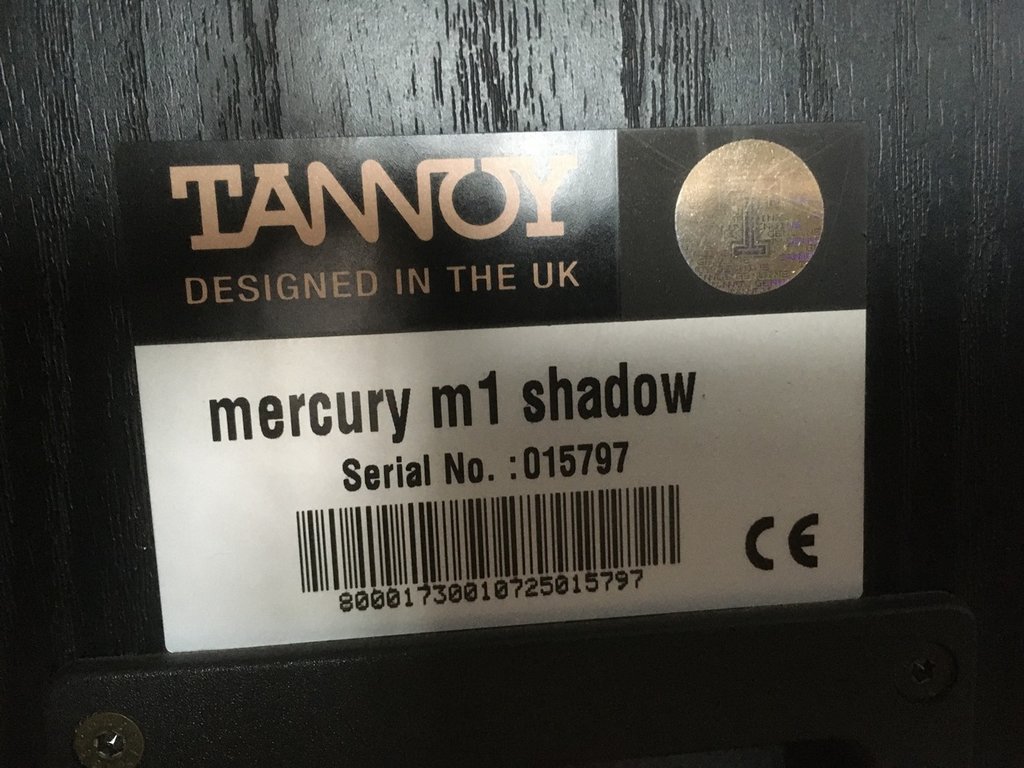 TANNOY
DESIGNED IN THE UK
mercury m1 shadow
Serial No. :015797
80001730010725015797
CE